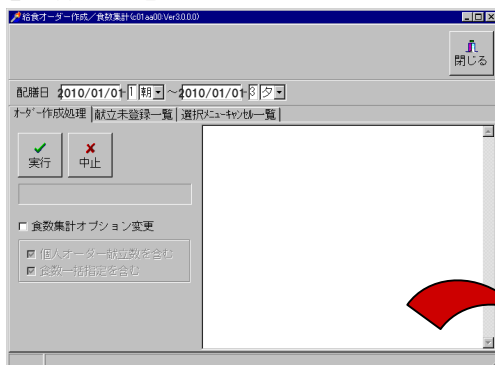 給食オーダー作成／食数集計(c01aa00:Ver3.0.0.0)
閉じる
配膳日 2010/01/01- 1 朝 ～ 2010/01/01- 3 夕
オーダー作成処理 献立未登録一覧 選択メニューキャンセル一覧
実行 中止
食数集計オプション変更
個人オーダー献立数を含む
食数一括指定を含む